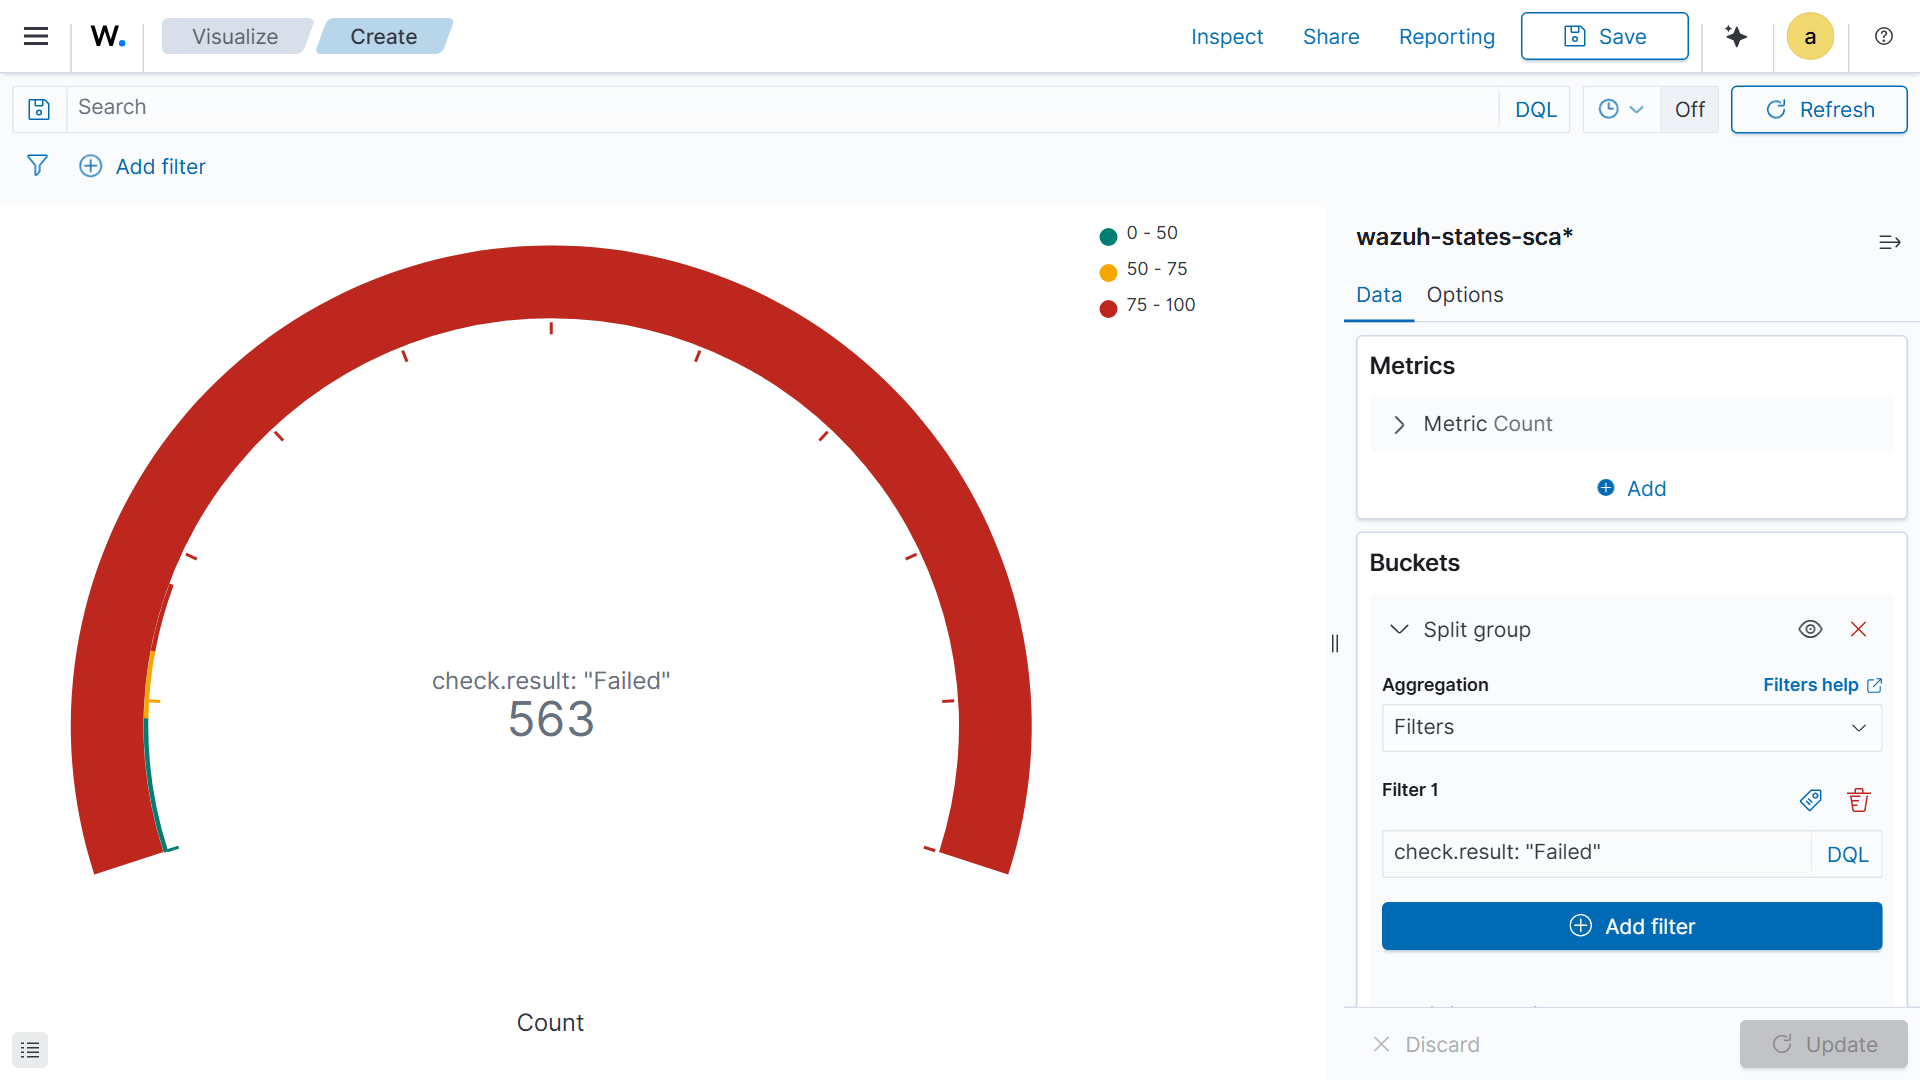 W.
Visualize
Create
Inspect
Share
Reporting
Save
a
Search
DQL
Off
Refresh
Add filter
0 - 50
50 - 75
75 - 100
check.result: "Failed"
563
Count
wazuh-states-sca*
Data
Options
Metrics
Metric Count
Add
Buckets
Split group
Aggregation
Filters help
Filters
Filter 1
check.result: "Failed"
DQL
Add filter
Discard
Update